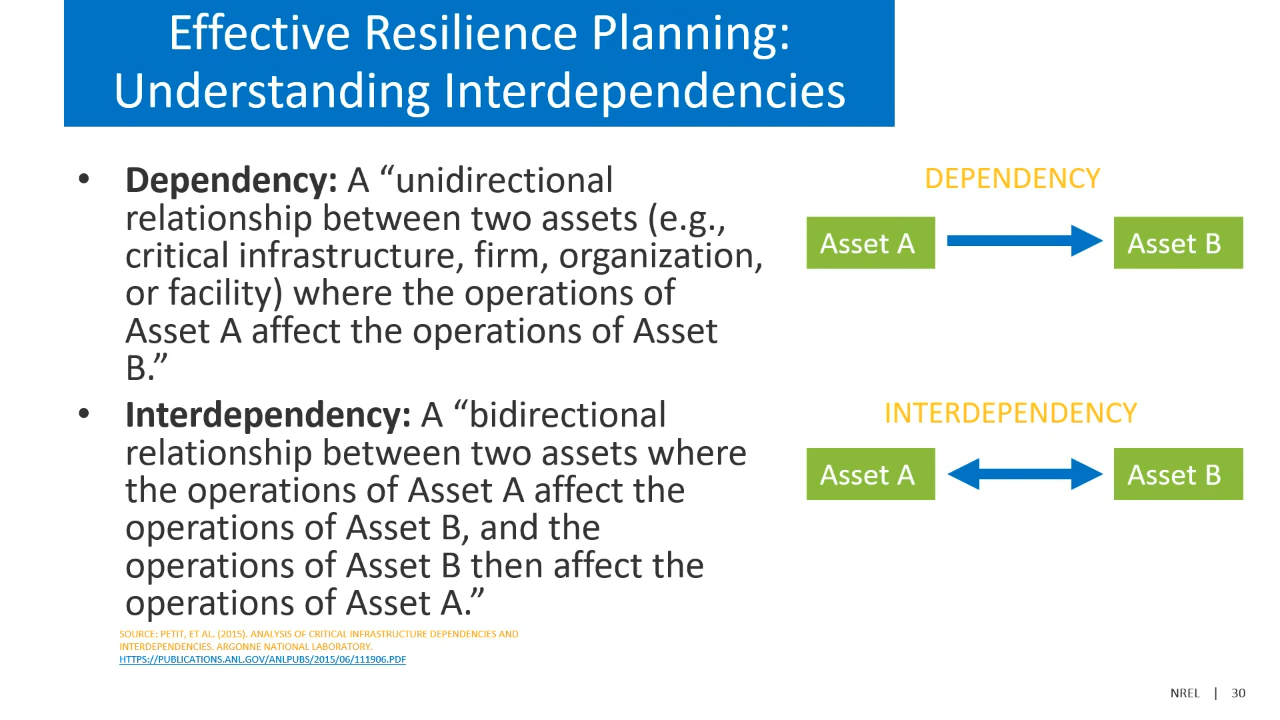 Effective Resilience Planning:
Understanding Interdependencies
• Dependency: A “unidirectional
relationship between two assets (e.g.,
critical infrastructure, firm, organization,
or facility) where the operations of
Asset A affect the operations of Asset
B.”
• Interdependency: A “bidirectional
relationship between two assets where
the operations of Asset A affect the
operations of Asset B, and the
operations of Asset B then affect the
operations of Asset A.”
SOURCE: PETIT, ET AL. (2015). ANALYSIS OF CRITICAL INFRASTRUCTURE DEPENDENCIES AND
INTERDEPENDENCIES. ARGONNE NATIONAL LABORATORY.
HTTPS://PUBLICATIONS.ANL.GOV/ANLPUBS/2015/06/111906.PDF
DEPENDENCY
Asset A
Asset B
INTERDEPENDENCY
Asset A
Asset B
NREL | 30